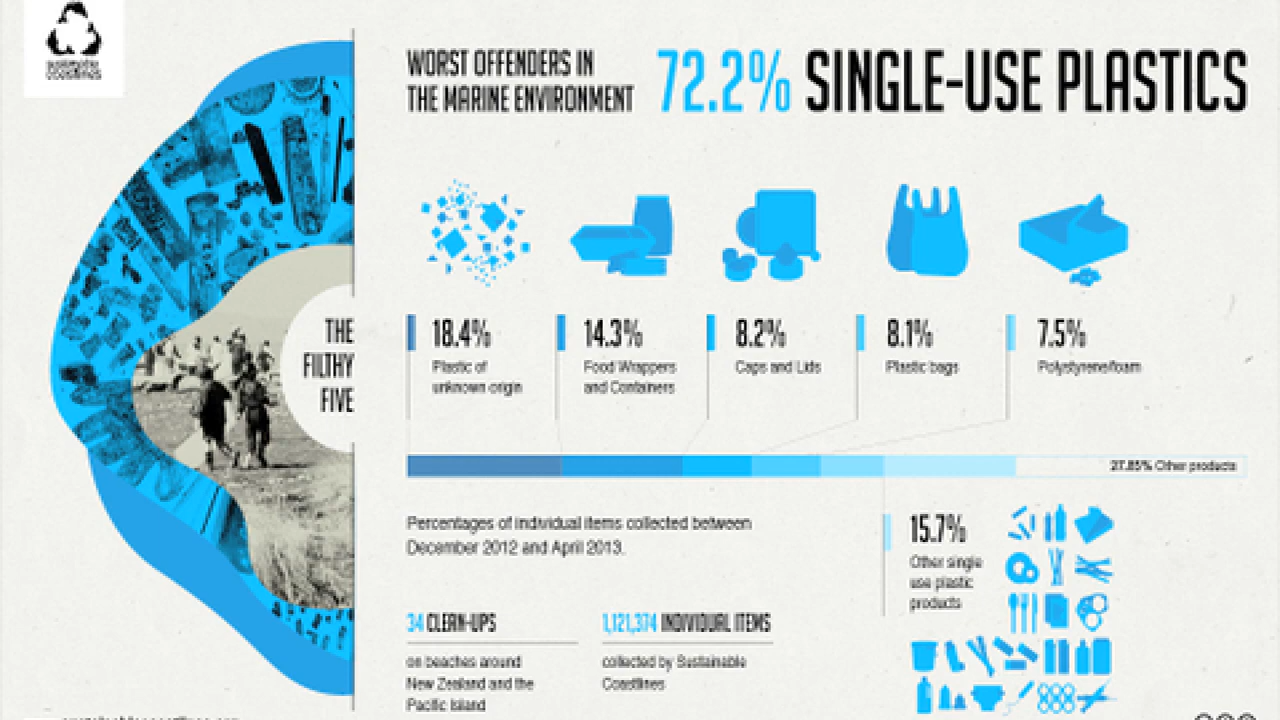 SUSTAINABLE
COASTLINES
WORST OFFENDERS IN
THE MARINE ENVIRONMENT
72.2% SINGLE-USE PLASTICS
THE
FILTHY
FIVE
18.4%
Plastic of
unknown origin
14.3%
Food Wrappers
and Containers
8.2%
Caps and Lids
8.1%
Plastic bags
7.5%
Polystyrene/foam
27.85% Other products
Percentages of individual items collected between
December 2012 and April 2013.
15.7%
Other single
use plastic
products
34 CLEAN-UPS
on beaches around
New Zealand and the
Pacific Island
1,121,374 INDIVIDUAL ITEMS
collected by Sustainable
Coastlines